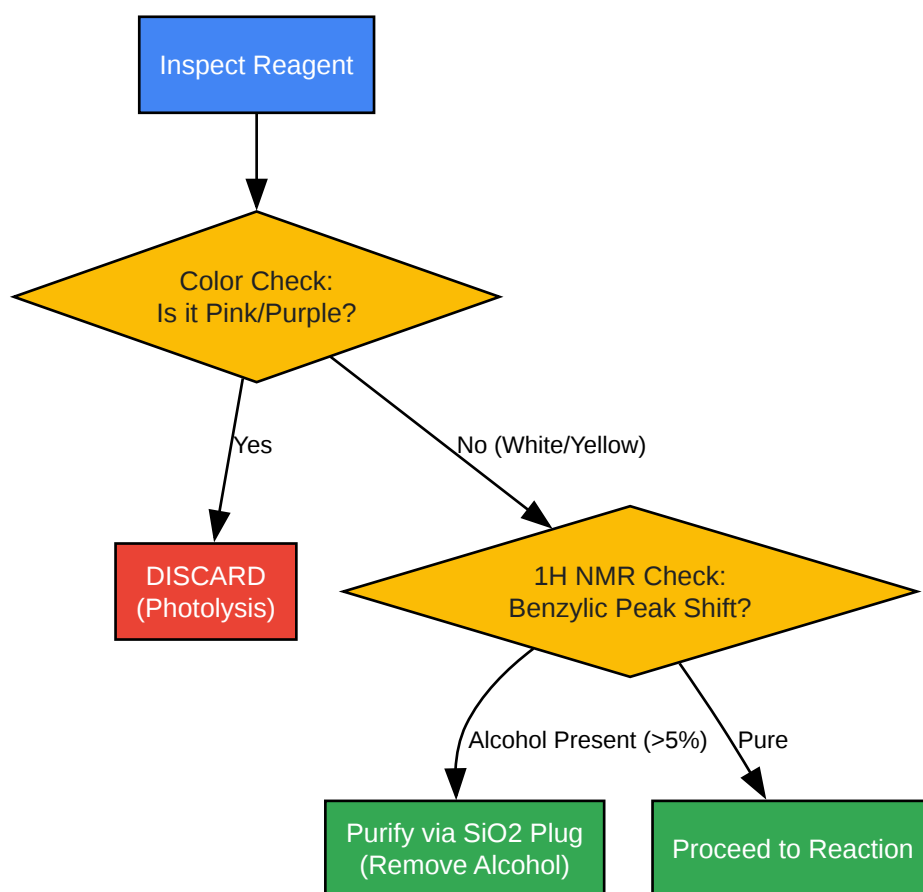 Inspect Reagent
Color Check:
Is it Pink/Purple?
Yes
No (White/Yellow)
DISCARD
(Photolysis)
1H NMR Check:
Benzylic Peak Shift?
Alcohol Present (>5%)
Pure
Purify via SiO2 Plug
(Remove Alcohol)
Proceed to Reaction